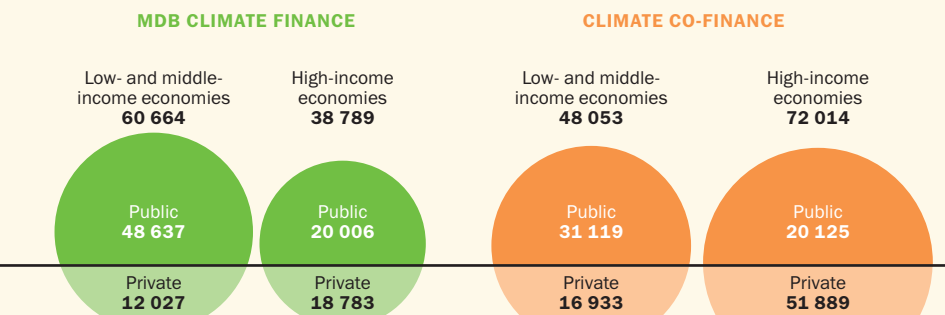 MDB CLIMATE FINANCE
CLIMATE CO-FINANCE
Low- and middle-
income economies
60 664
High-income
economies
38 789
Low- and middle-
income economies
48 053
High-income
economies
72 014
Public
48 637
Public
20 006
Public
31 119
Public
20 125
Private
12 027
Private
18 783
Private
16 933
Private
51 889